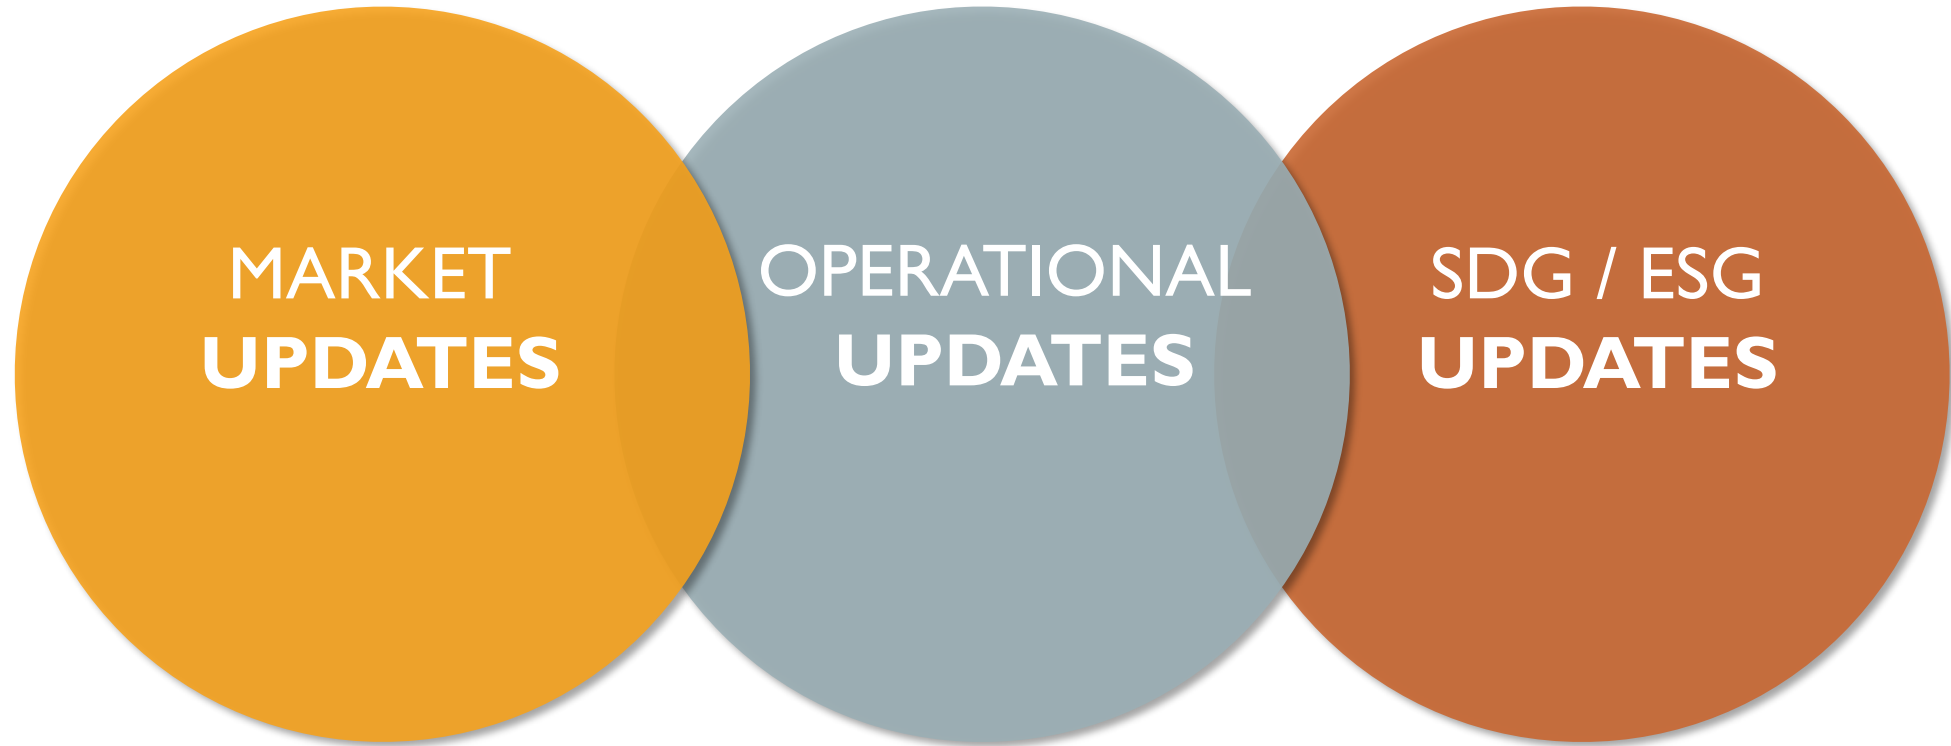 MARKET
UPDATES
OPERATIONAL
UPDATES
SDG / ESG
UPDATES